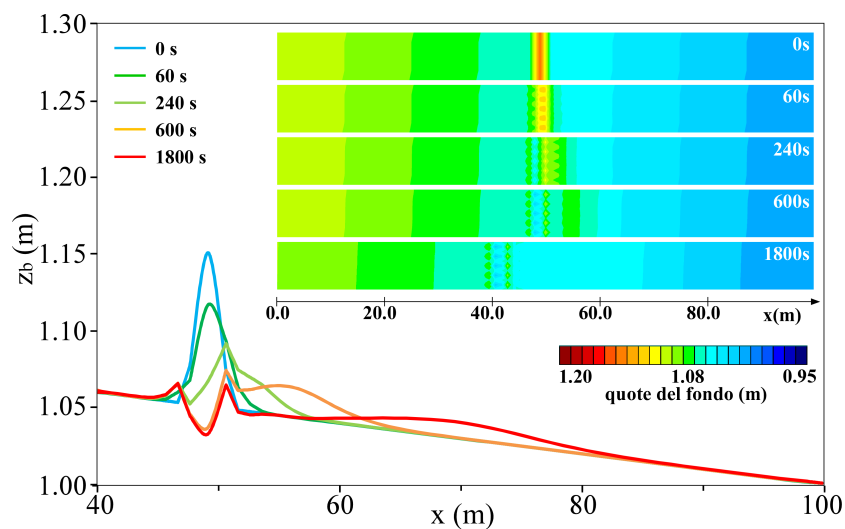 1.30
1.25
1.20
1.15
1.10
1.05
1.00
zb (m)
0 s
60 s
240 s
600 s
1800 s
0s
60s
240s
600s
1800s
0.0 20.0 40.0 60.0 80.0 x(m)
1.20 1.08 0.95
quote del fondo (m)
40 60 80 100
x (m)